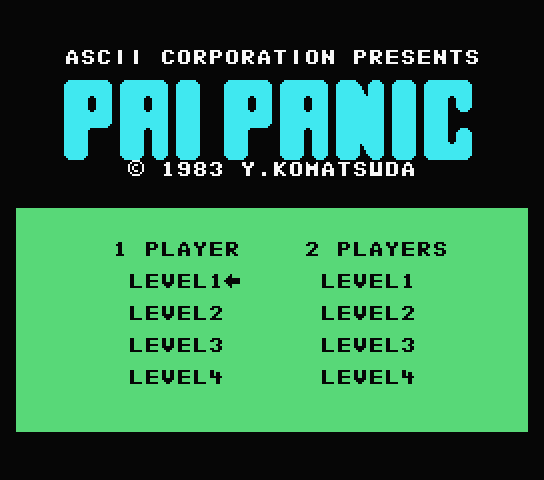 ASCII CORPORATION PRESENTS
PAI PANIC
© 1983 Y.KOMATSUDA
1 PLAYER 2 PLAYERS
LEVEL1← LEVEL1
LEVEL2 LEVEL2
LEVEL3 LEVEL3
LEVEL4 LEVEL4